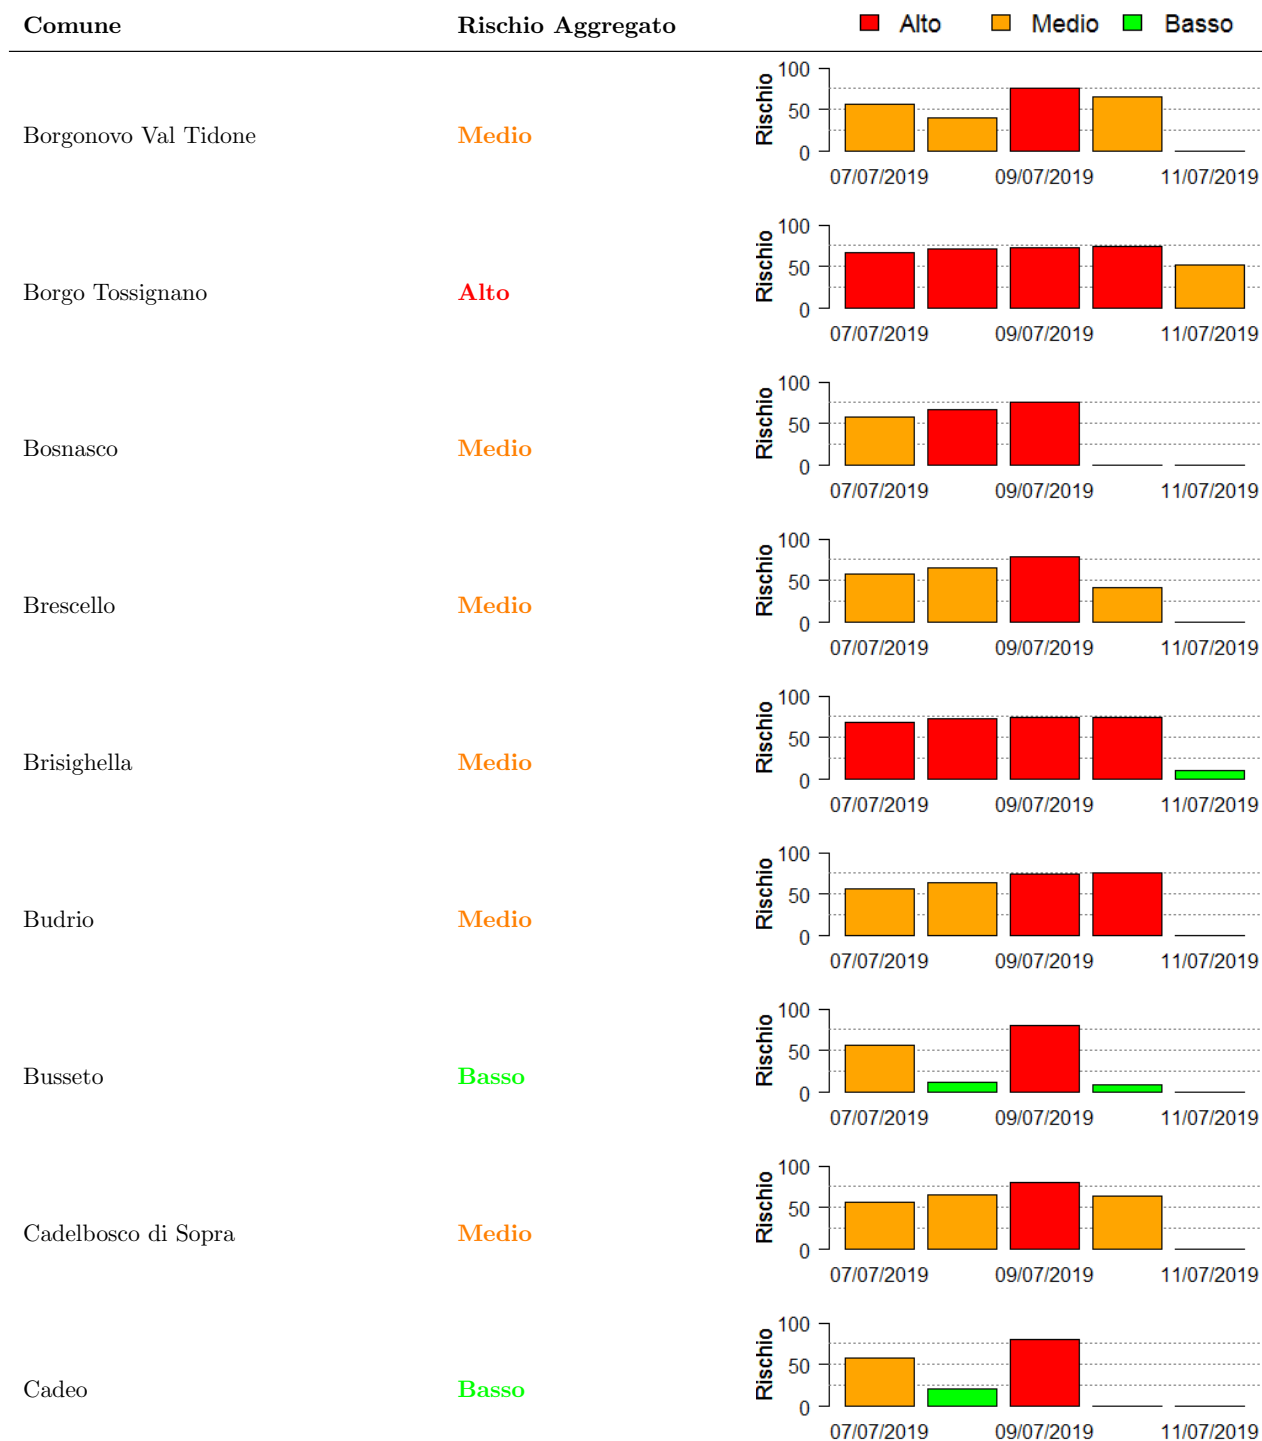 Comune Rischio Aggregato Alto Medio Basso
Borgonovo Val Tidone Medio Rischio 100 50 0
07/07/2019 09/07/2019 11/07/2019
Borgo Tossignano Alto Rischio 100 50 0
07/07/2019 09/07/2019 11/07/2019
Bosnasco Medio Rischio 100 50 0
07/07/2019 09/07/2019 11/07/2019
Brescello Medio Rischio 100 50 0
07/07/2019 09/07/2019 11/07/2019
Brisighella Medio Rischio 100 50 0
07/07/2019 09/07/2019 11/07/2019
Budrio Medio Rischio 100 50 0
07/07/2019 09/07/2019 11/07/2019
Busseto Basso Rischio 100 50 0
07/07/2019 09/07/2019 11/07/2019
Cadelbosco di Sopra Medio Rischio 100 50 0
07/07/2019 09/07/2019 11/07/2019
Cadeo Basso Rischio 100 50 0
07/07/2019 09/07/2019 11/07/2019